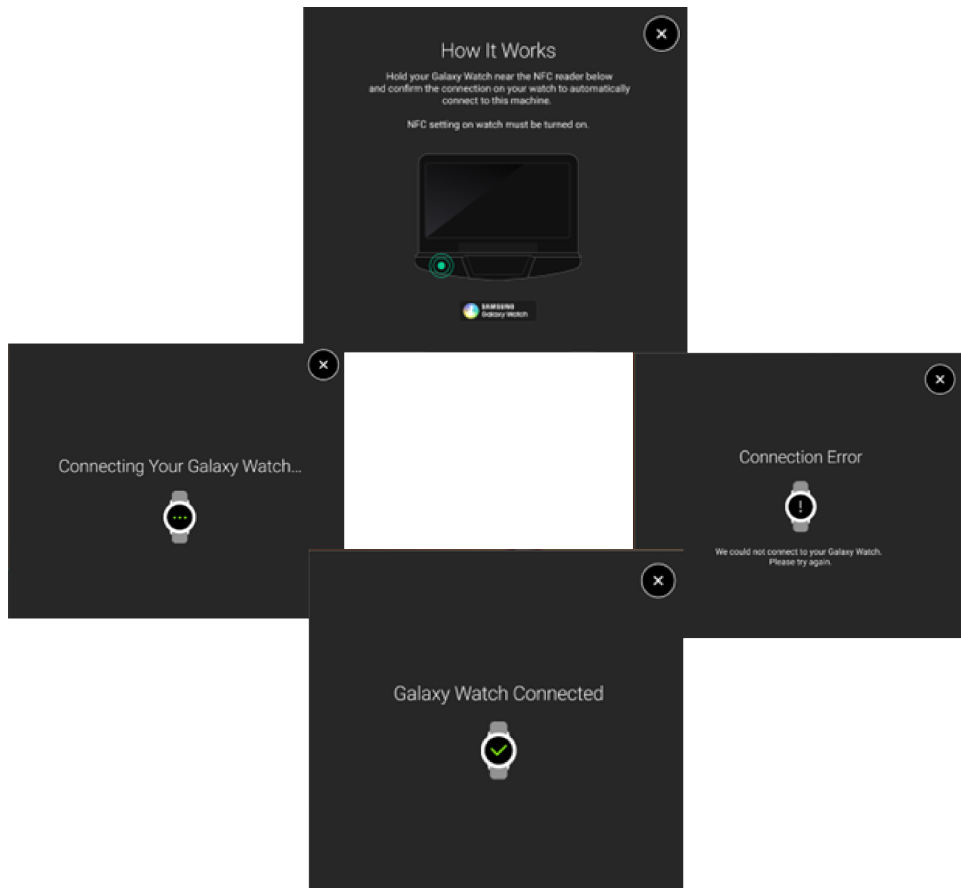 How It Works
Hold your Galaxy Watch near the NFC reader below
and confirm the connection on your watch to automatically
connect to this machine.
NFC setting on watch must be turned on.
SAMSUNG
Galaxy Watch
Connecting Your Galaxy Watch...
Connection Error
We could not connect to your Galaxy Watch.
Please try again.
Galaxy Watch Connected